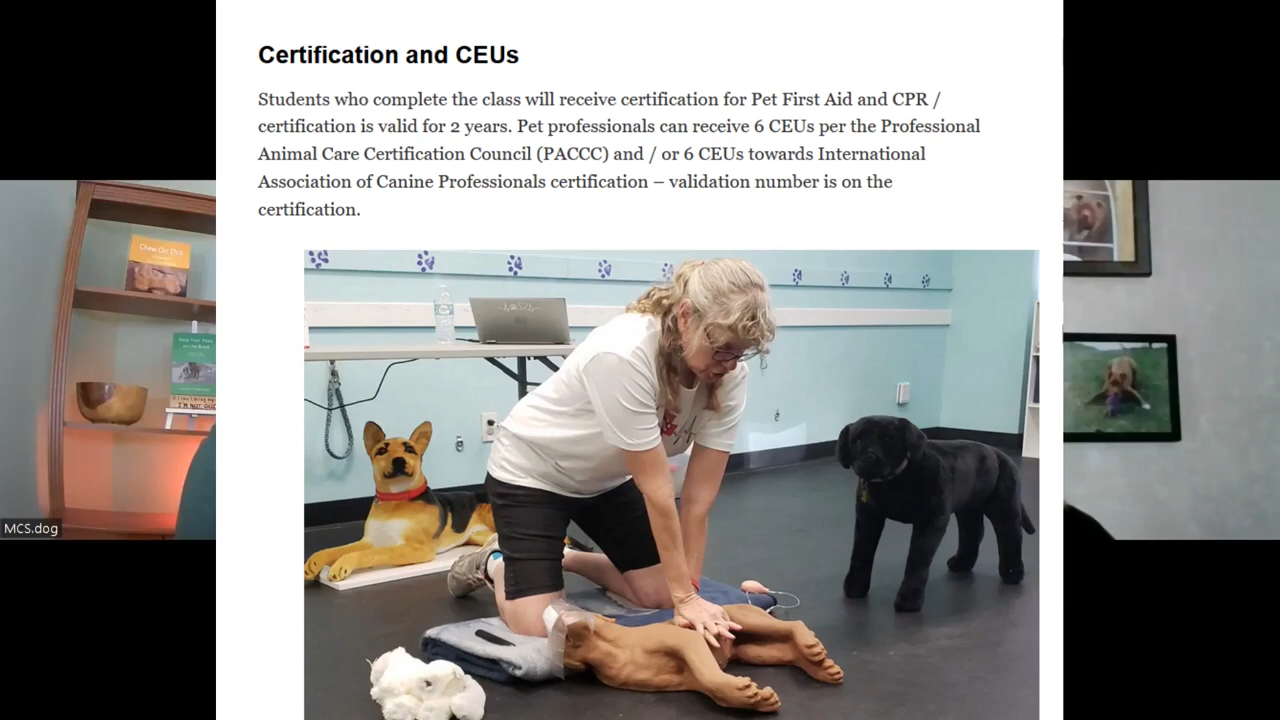 Certification and CEUs
Students who complete the class will receive certification for Pet First Aid and CPR /
certification is valid for 2 years. Pet professionals can receive 6 CEUs per the Professional
Animal Care Certification Council (PACCC) and / or 6 CEUs towards International
Association of Canine Professionals certification – validation number is on the
certification.
Chew On This
I'M NOT GOI
MCS.dog